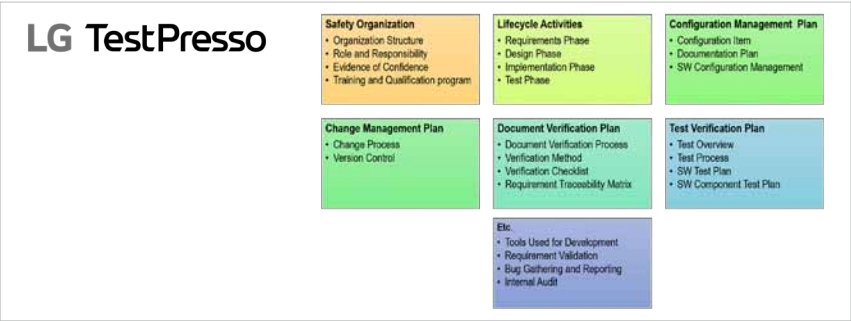 LG TestPresso
Safety Organization
• Organization Structure
• Role and Responsibility
• Evidence of Confidence
• Training and Qualification program
Lifecycle Activities
• Requirements Phase
• Design Phase
• Implementation Phase
• Test Phase
Configuration Management Plan
• Configuration Item
• Documentation Plan
• SW Configuration Management
Change Management Plan
• Change Process
• Version Control
Document Verification Plan
• Document Verification Process
• Verification Method
• Verification Checklist
• Requirement Traceability Matrix
Test Verification Plan
• Test Overview
• Test Process
• SW Test Plan
• SW Component Test Plan
Etc.
• Tools Used for Development
• Requirement Validation
• Bug Gathering and Reporting
• Internal Audit